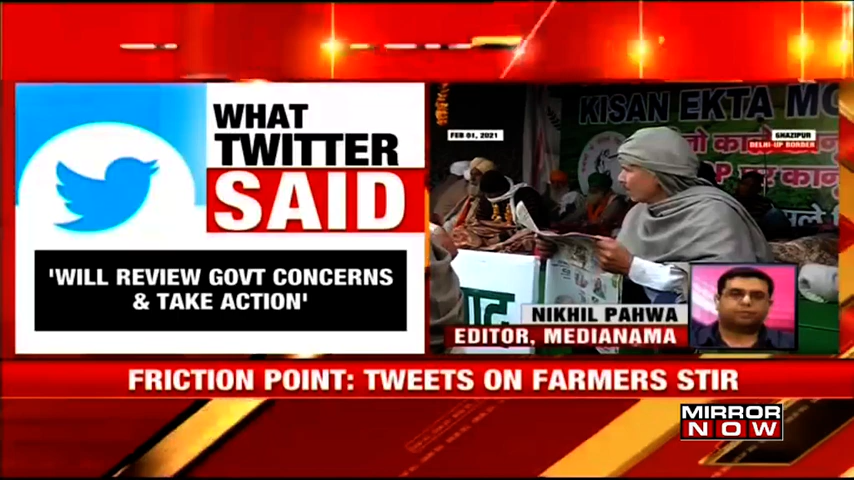 WHAT
TWITTER
SAID
'WILL REVIEW GOVT CONCERNS
& TAKE ACTION'
FEB 01, 2021
KISAN EKTA MO
GHAZIPUR
DELHI-UP BORDER
NIKHIL PAHWA
EDITOR, MEDIANAMA
FRICTION POINT: TWEETS ON FARMERS STIR
MIRROR
NOW